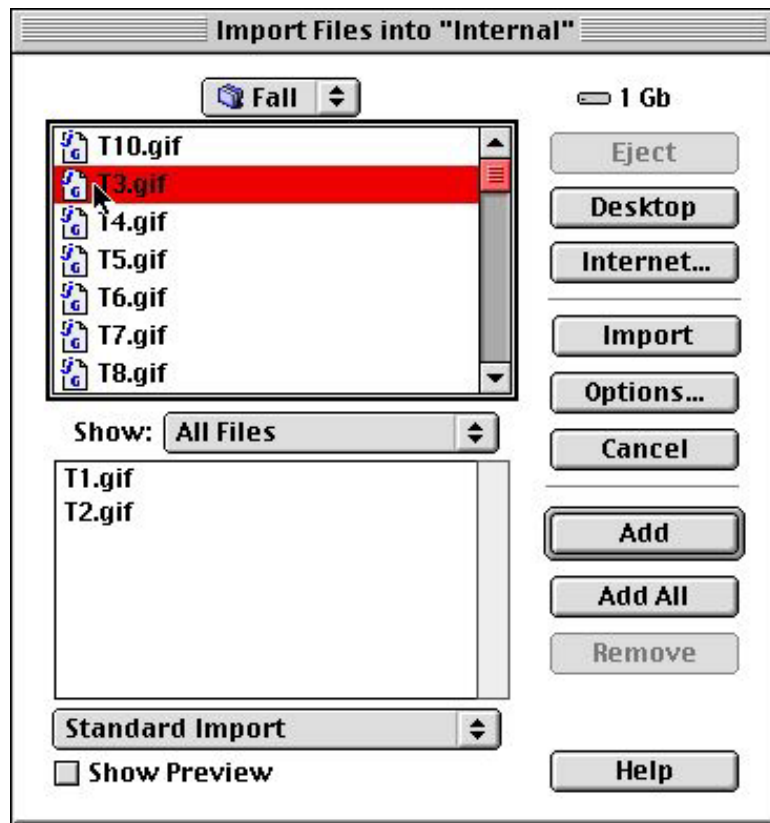 Import Files into "Internal"
Fall
1 Gb
T10.gif
T3.gif
T4.gif
T5.gif
T6.gif
T7.gif
T8.gif
Eject
Desktop
Internet...
Import
Options...
Cancel
Show: All Files
T1.gif
T2.gif
Add
Add All
Remove
Standard Import
Show Preview
Help